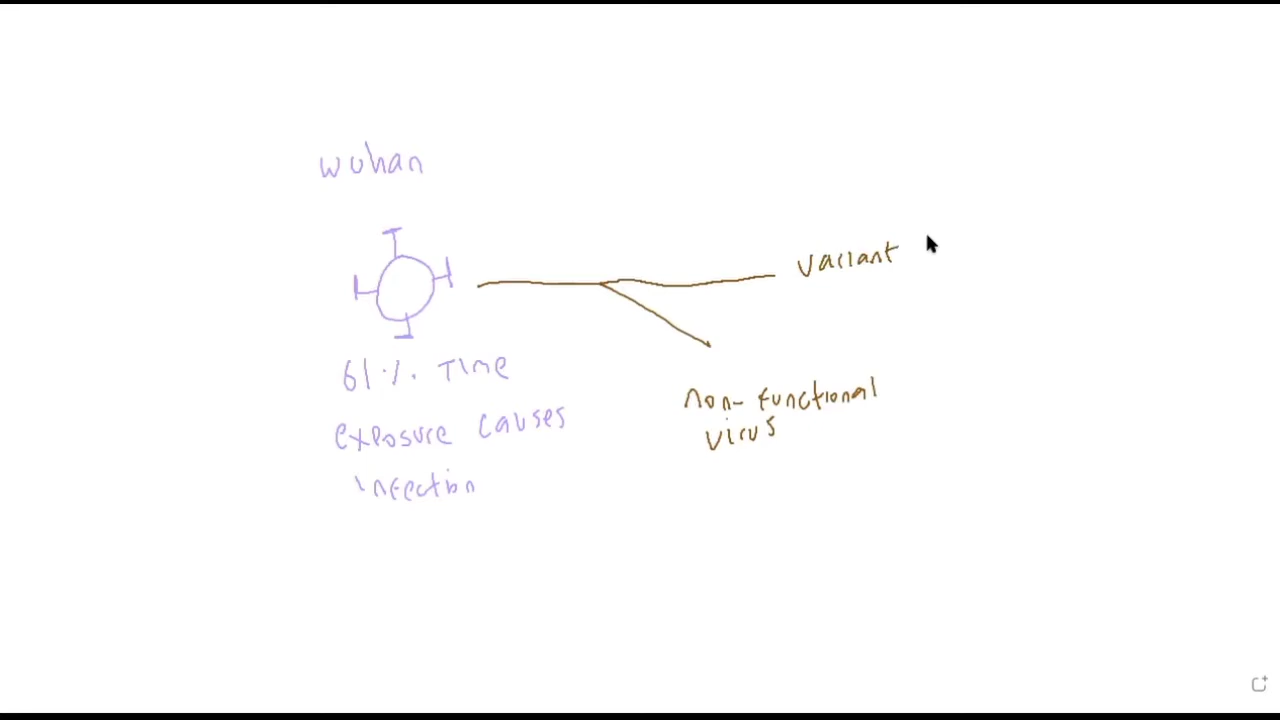 Wuhan
variant
61% Time
exposure causes
infection
non-functional
virus